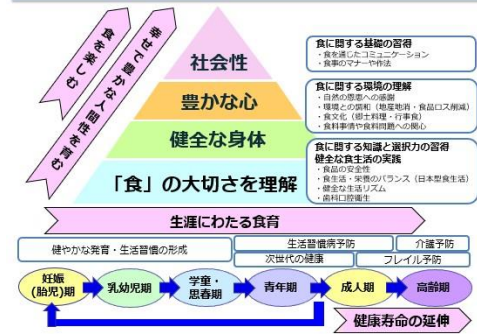 食を楽しむ
幸せで豊かな人間性を育む
社会性
豊かな心
健全な身体
「食」の大切さを理解
食に関する基礎の習得
・食を通じたコミュニケーション
・食事のマナーや作法
食に関する環境の理解
・自然の恩恵への感謝
・環境との調和(地産地消・食品ロス削減)
・食文化(郷土料理・行事食)
・食料事情や食料問題への関心
食に関する知識と選択力の習得
健全な食生活の実践
・食品の安全性
・食生活・栄養のバランス(日本型食生活)
・健全な生活リズム
・歯科口腔衛生
生涯にわたる食育
健やかな発育・生活習慣の形成
生活習慣病予防
介護予防
次世代の健康
フレイル予防
妊娠
(胎児)期
乳幼児期
学童・
思春期
青年期
成人期
高齢期
健康寿命の延伸